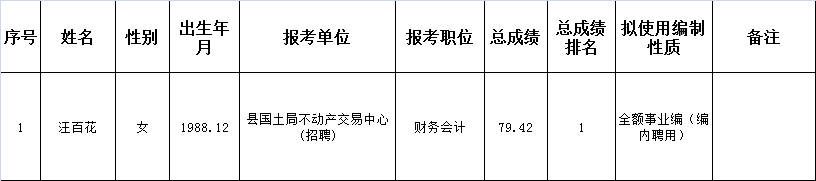 序号 姓名 性别 出生年月 报考单位 报考职位 总成绩 总成绩排名 拟使用编制性质 备注
1 汪百花 女 1988.12 县国土局不动产交易中心(招聘) 财务会计 79.42 1 全额事业编（编内聘用）